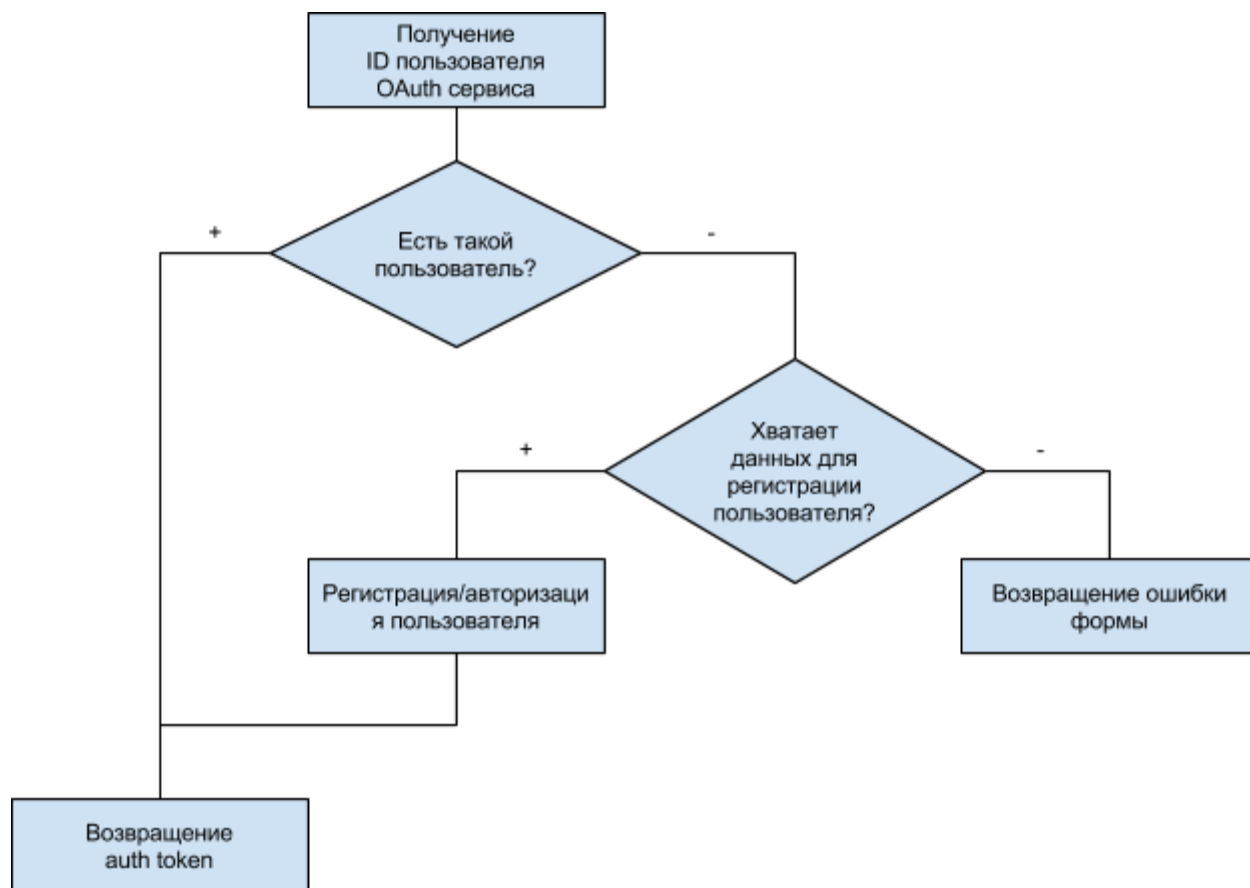 Получение
ID пользователя
OAuth сервиса
+
-
Есть такой
пользователь?
+
-
Хватает
данных для
регистрации
пользователя?
Регистрация/авторизаци
я пользователя
Возвращение ошибки
формы
Возвращение
auth token